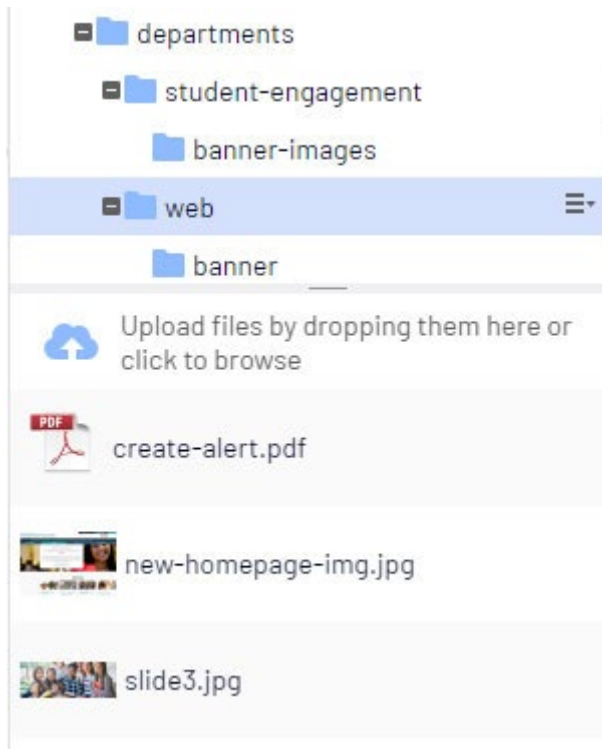 departments
student-engagement
banner-images
web
banner
Upload files by dropping them here or
click to browse
PDF
create-alert.pdf
new-homepage-img.jpg
slide3.jpg